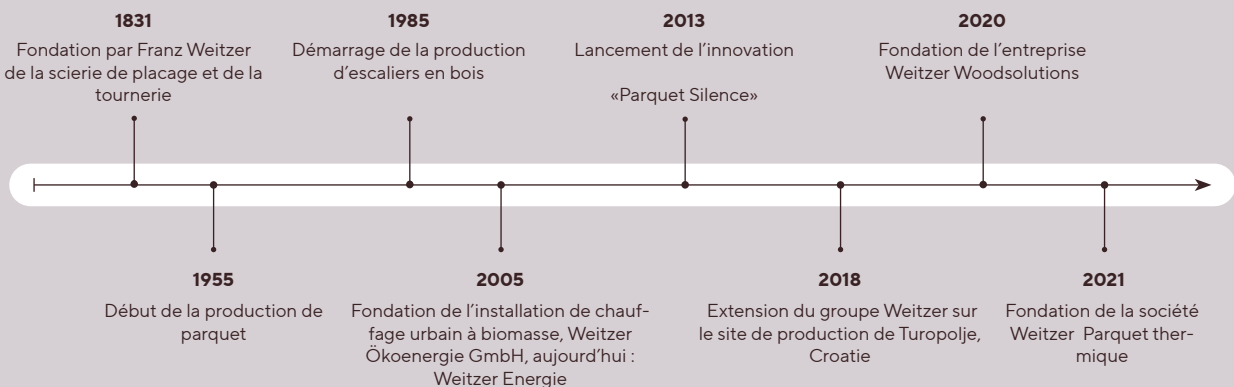 1831
Fondation par Franz Weitzer
de la scierie de placage et de la
tournerie
1985
Démarrage de la production
d'escaliers en bois
2013
Lancement de l'innovation
«Parquet Silence»
2020
Fondation de l'entreprise
Weitzer Woodsolutions
1955
Début de la production de
parquet
2005
Fondation de l'installation de chauf-
fage urbain à biomasse, Weitzer
Ökoenergie GmbH, aujourd'hui :
Weitzer Energie
2018
Extension du groupe Weitzer sur
le site de production de Turopolje,
Croatie
2021
Fondation de la société
Weitzer Parquet ther-
mique